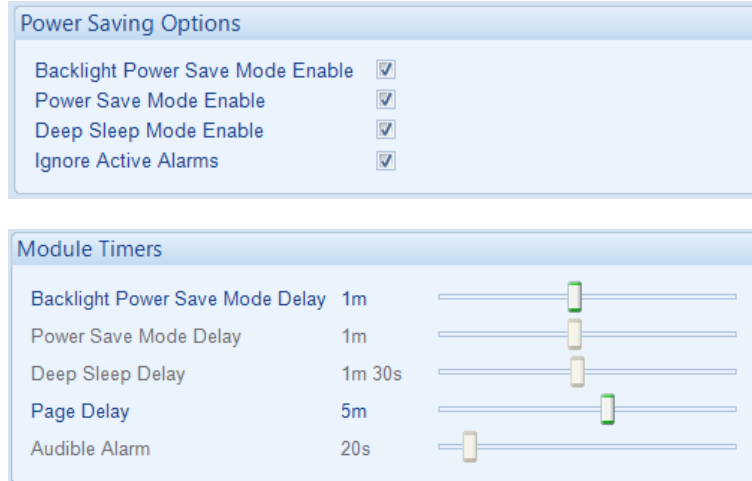 Power Saving Options
Backlight Power Save Mode Enable
Power Save Mode Enable
Deep Sleep Mode Enable
Ignore Active Alarms
Module Timers
Backlight Power Save Mode Delay 1m
Power Save Mode Delay 1m
Deep Sleep Delay 1m 30s
Page Delay 5m
Audible Alarm 20s